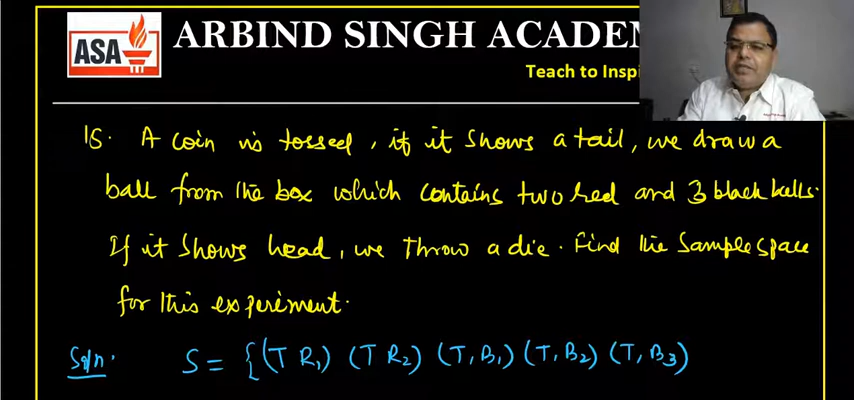 ASA
ARBIND SINGH ACADEM
Teach to Inspi
15. A coin is tossed, if it shows a tail, we draw a
ball from the box which contains two red and 3 black balls.
If it shows head, we throw a die. Find the sample space
for this experiment.
Soln. S = {(T R₁) (T R₂) (T, B₁) (T, B₂) (T, B₃)